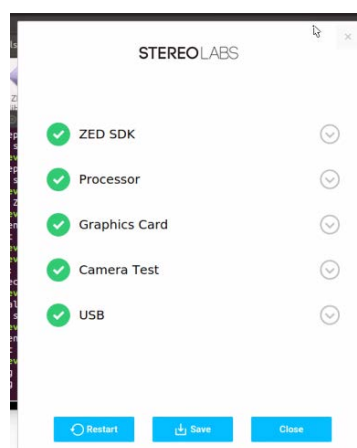 STEREOLABS
ZED SDK
Processor
Graphics Card
Camera Test
USB
Restart
Save
Close